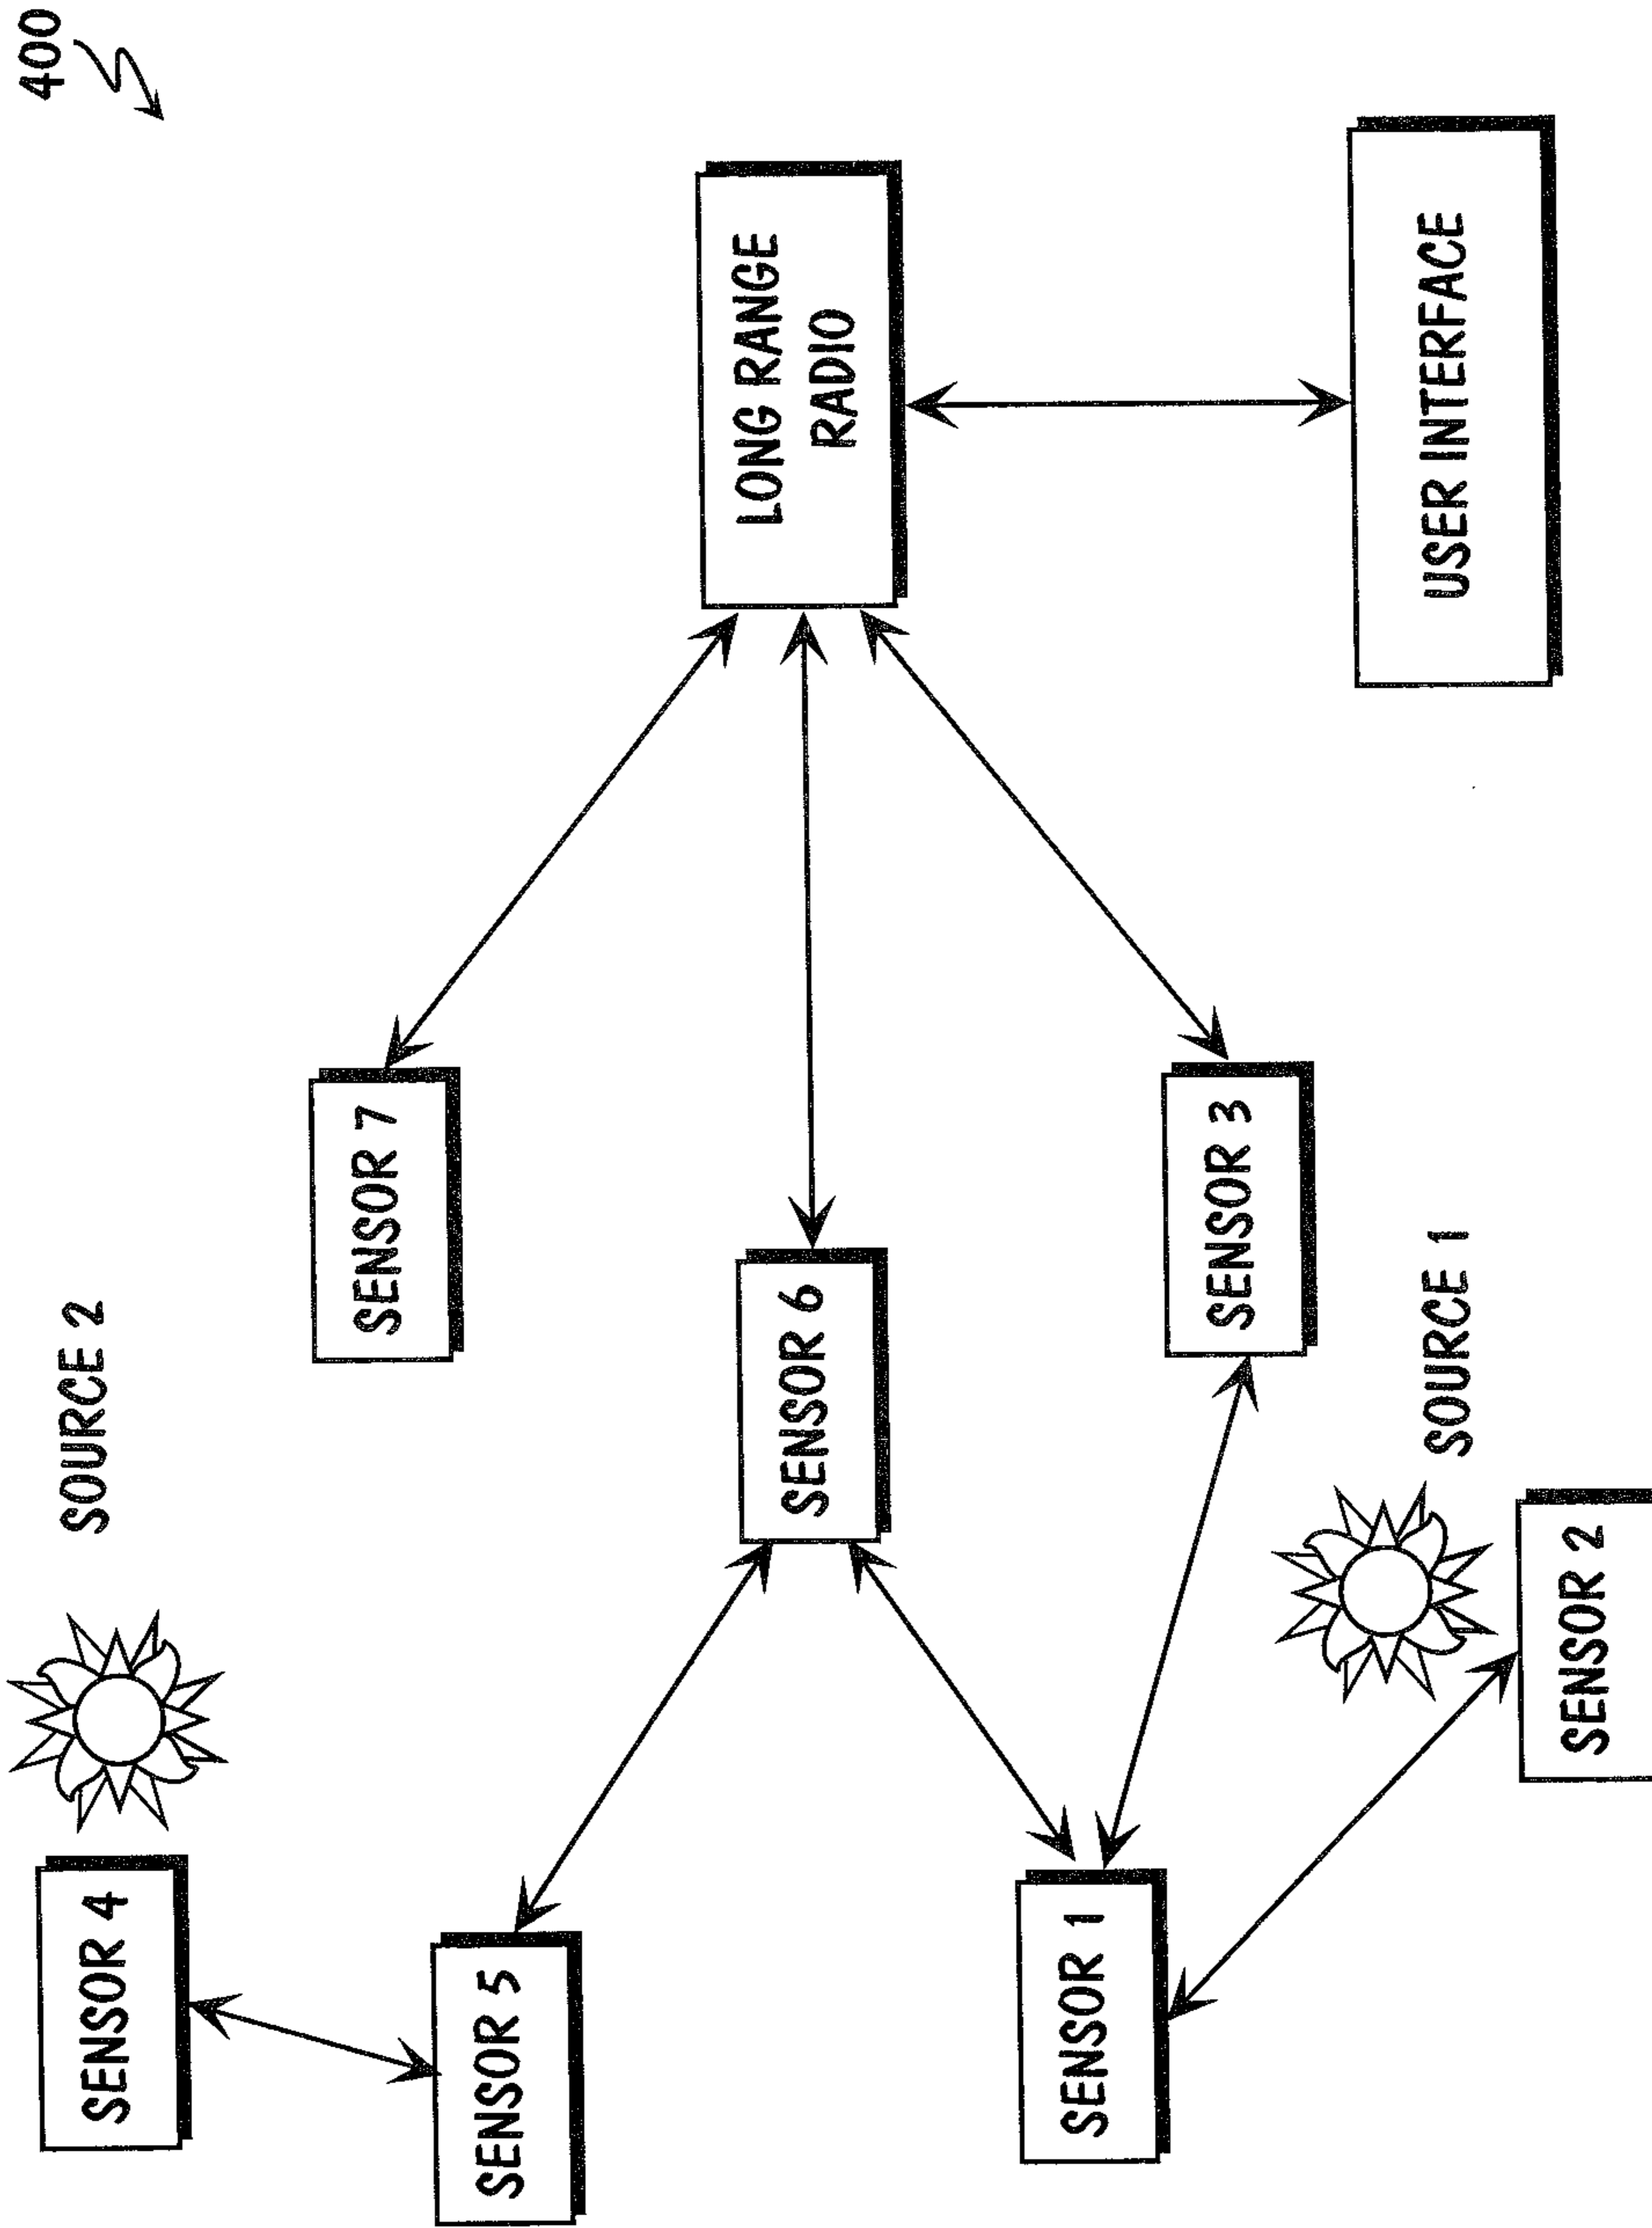 400
SENSOR 4
SOURCE 2
SENSOR 5
SENSOR 7
SENSOR 6
LONG RANGE
RADIO
SENSOR 1
SENSOR 3
SOURCE 1
SENSOR 2
USER INTERFACE